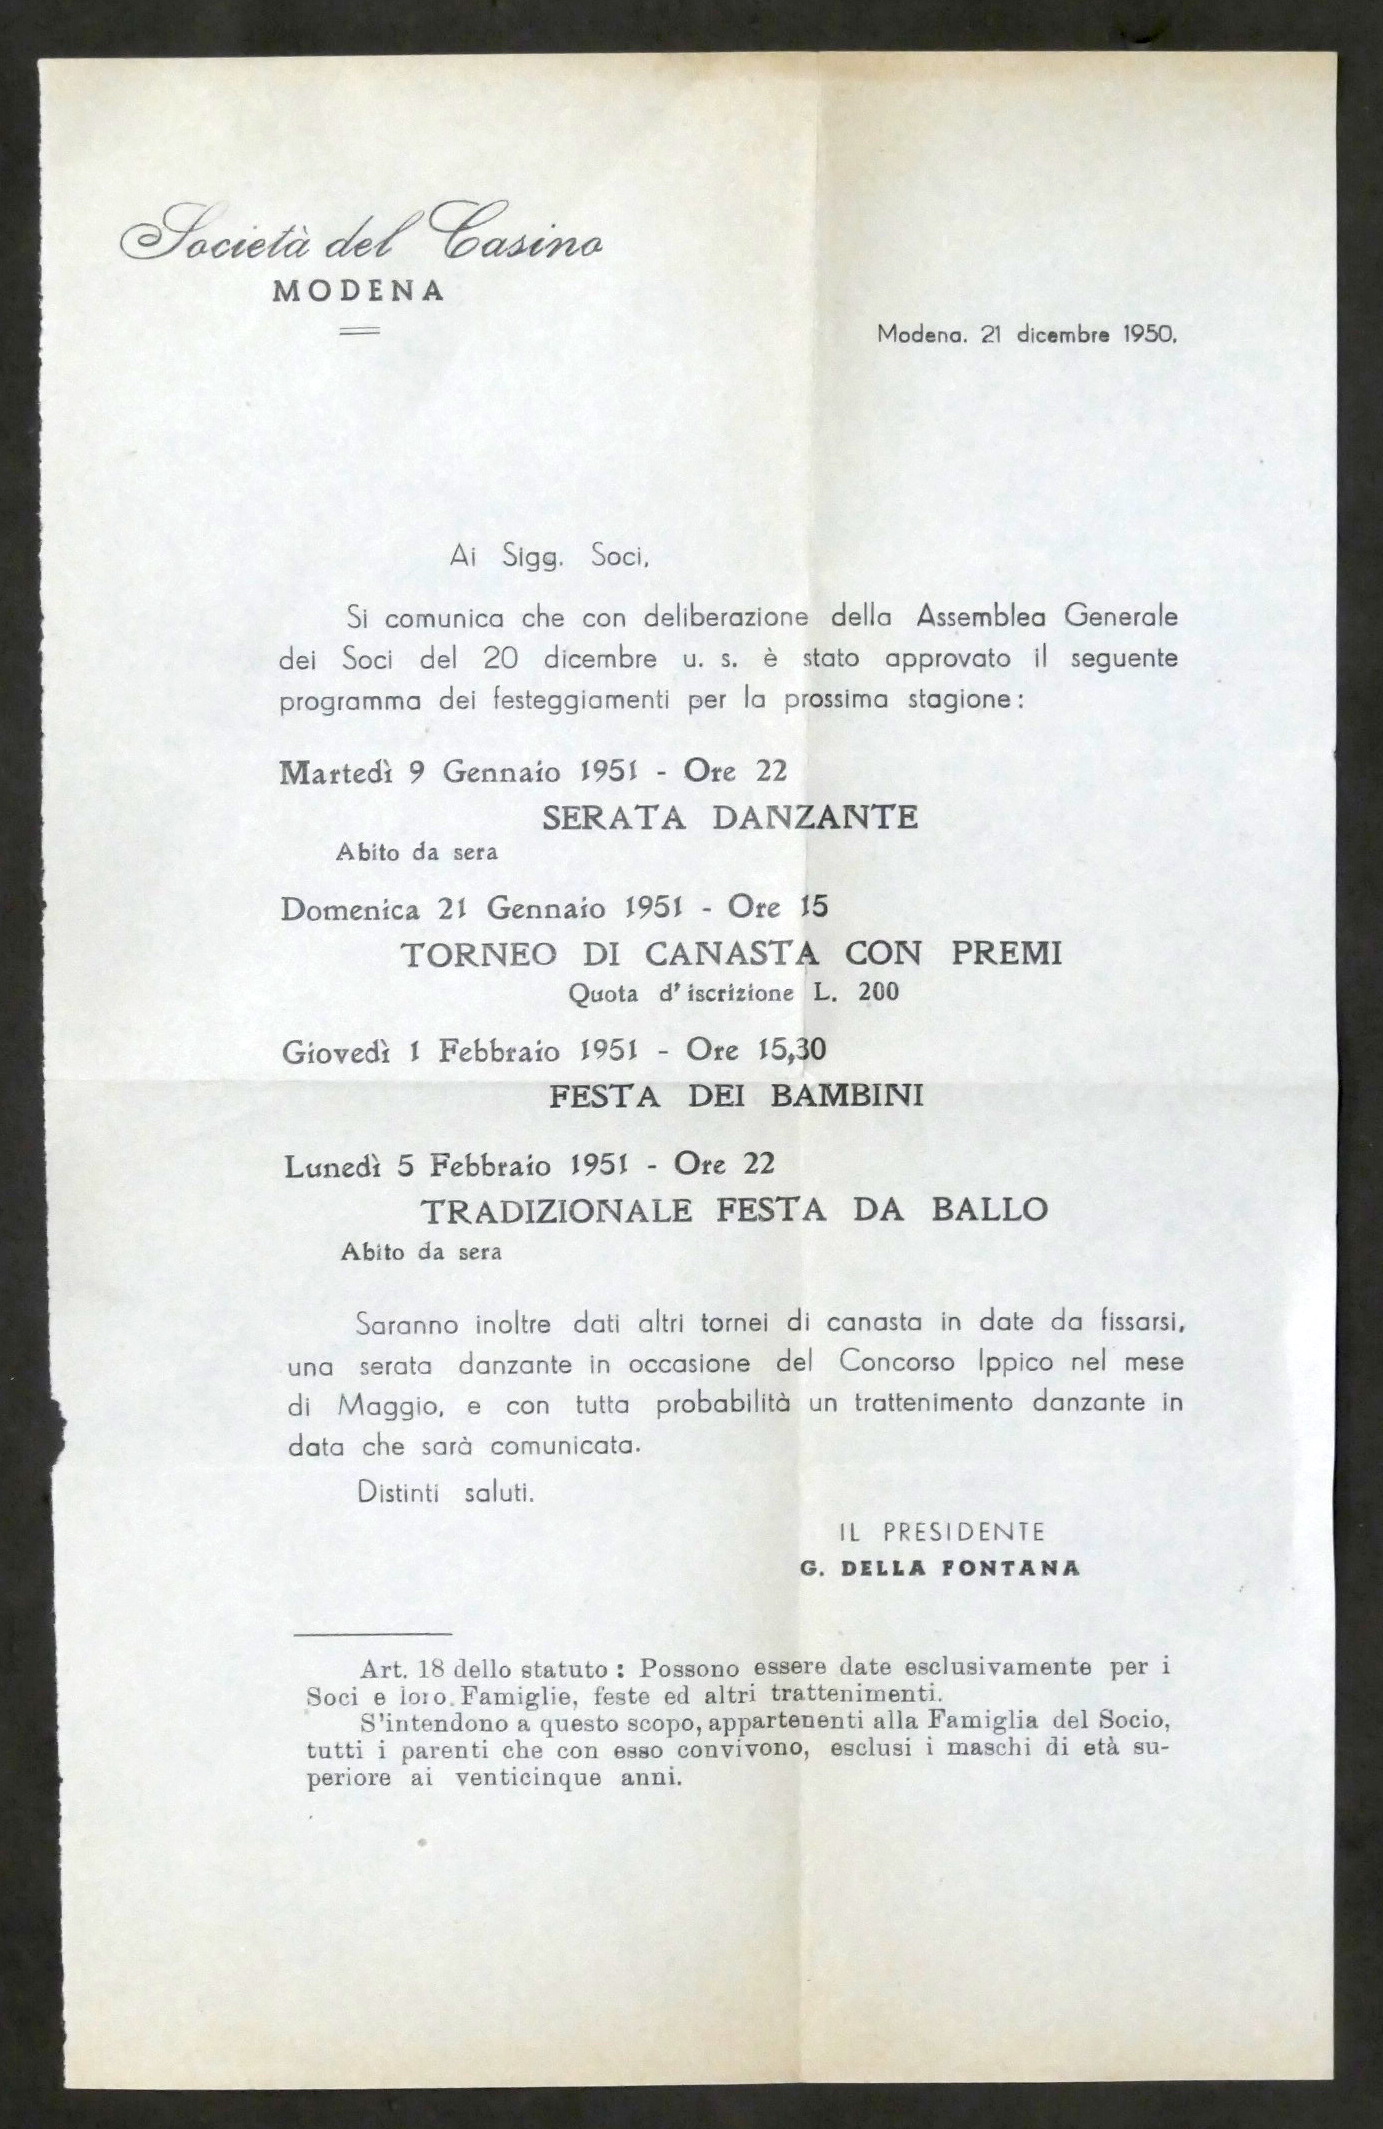 Società del Casino
MODENA
Modena. 21 dicembre 1950.
Ai Sigg. Soci,
Si comunica che con deliberazione della Assemblea Generale
dei Soci del 20 dicembre u. s. è stato approvato il seguente
programma dei festeggiamenti per la prossima stagione:
Martedì 9 Gennaio 1951 - Ore 22
SERATA DANZANTE
Abito da sera
Domenica 21 Gennaio 1951 - Ore 15
TORNEO DI CANASTA CON PREMI
Quota d'iscrizione L. 200
Giovedì 1 Febbraio 1951 - Ore 15,30
FESTA DEI BAMBINI
Lunedì 5 Febbraio 1951 - Ore 22
TRADIZIONALE FESTA DA BALLO
Abito da sera
Saranno inoltre dati altri tornei di canasta in date da fissarsi,
una serata danzante in occasione del Concorso Ippico nel mese
di Maggio, e con tutta probabilità un trattenimento danzante in
data che sarà comunicata.
Distinti saluti.
IL PRESIDENTE
G. DELLA FONTANA
Art. 18 dello statuto: Possono essere date esclusivamente per i
Soci e loro Famiglie, feste ed altri trattenimenti.
S'intendono a questo scopo, appartenenti alla Famiglia del Socio,
tutti i parenti che con esso convivono, esclusi i maschi di età su-
periore ai venticinque anni.